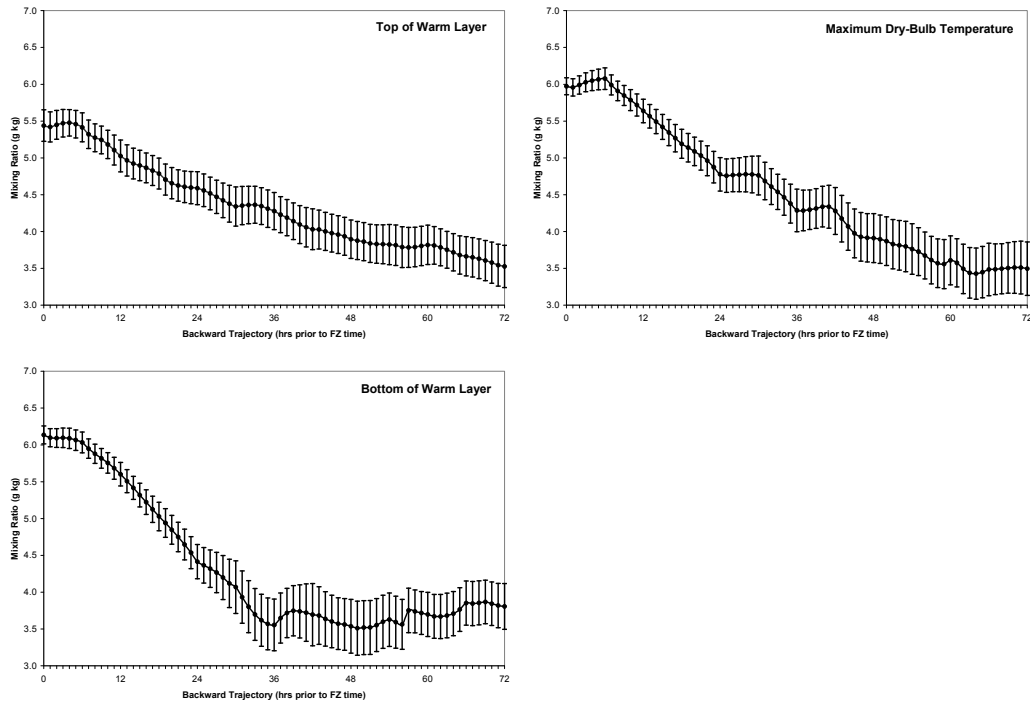 Top of Warm Layer
Mixing Ratio (g kg)
7.0
6.5
6.0
5.5
5.0
4.5
4.0
3.5
3.0
0 12 24 36 48 60 72
Backward Trajectory (hrs prior to FZ time)
Maximum Dry-Bulb Temperature
Mixing Ratio (g kg)
7.0
6.5
6.0
5.5
5.0
4.5
4.0
3.5
3.0
0 12 24 36 48 60 72
Backward Trajectory (hrs prior to FZ time)
Bottom of Warm Layer
Mixing Ratio (g kg)
7.0
6.5
6.0
5.5
5.0
4.5
4.0
3.5
3.0
0 12 24 36 48 60 72
Backward Trajectory (hrs prior to FZ time)